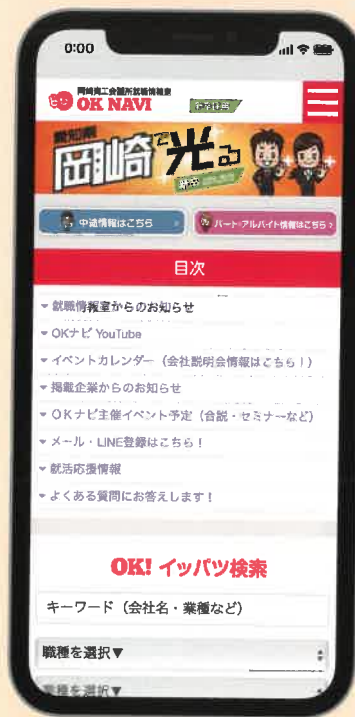 0:00
岡崎商工会議所就職情報室
OK NAVI
愛知県
岡崎で光る
中途情報はこちら
パート・アルバイト情報はこちら
目次
就職情報室からのお知らせ
OKナビ YouTube
イベントカレンダー（会社説明会情報はこちら！）
掲載企業からのお知らせ
OKナビ主催イベント予定（合説・セミナーなど）
メール・LINE登録はこちら！
就活応援情報
よくある質問にお答えします！
OK! イッパツ検索
キーワード（会社名・業種など）
職種を選択▼
業種を選択▼